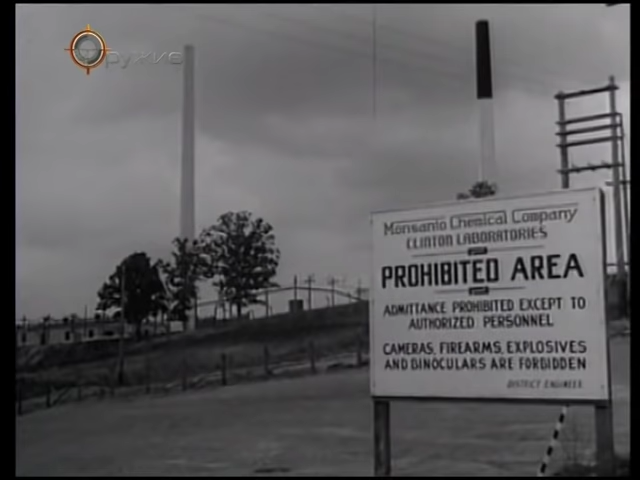 Оружие
Monsanto Chemical Company
CLINTON LABORATORIES
PROHIBITED AREA
ADMITTANCE PROHIBITED EXCEPT TO
AUTHORIZED PERSONNEL
CAMERAS, FIREARMS, EXPLOSIVES
AND BINOCULARS ARE FORBIDDEN
DISTRICT ENGINEER